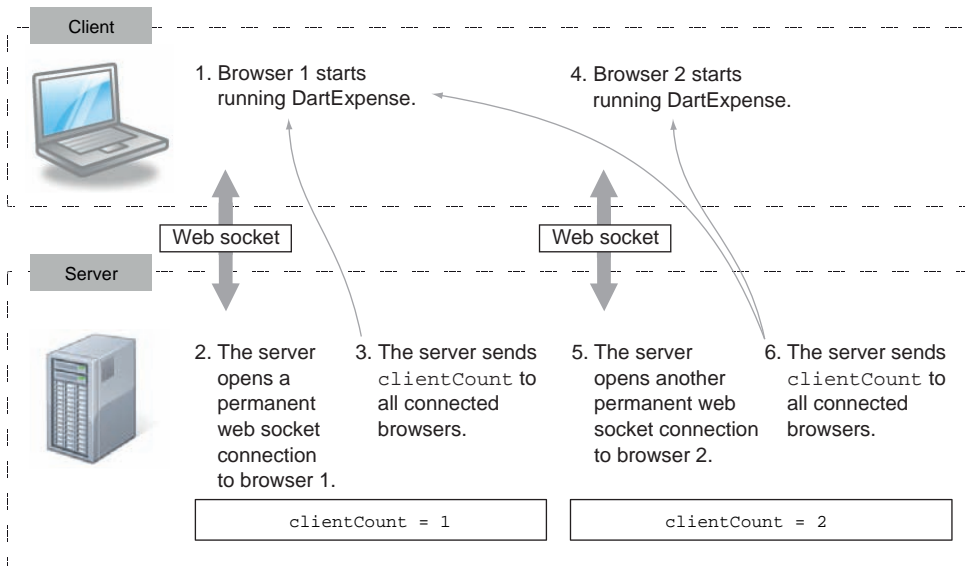 Client
1. Browser 1 starts
running DartExpense.
4. Browser 2 starts
running DartExpense.
Web socket
Web socket
Server
2. The server
opens a
permanent
web socket
connection
to browser 1.
3. The server sends
clientCount to
all connected
browsers.
5. The server
opens another
permanent web
socket connection
to browser 2.
6. The server sends
clientCount to
all connected
browsers.
clientCount = 1
clientCount = 2